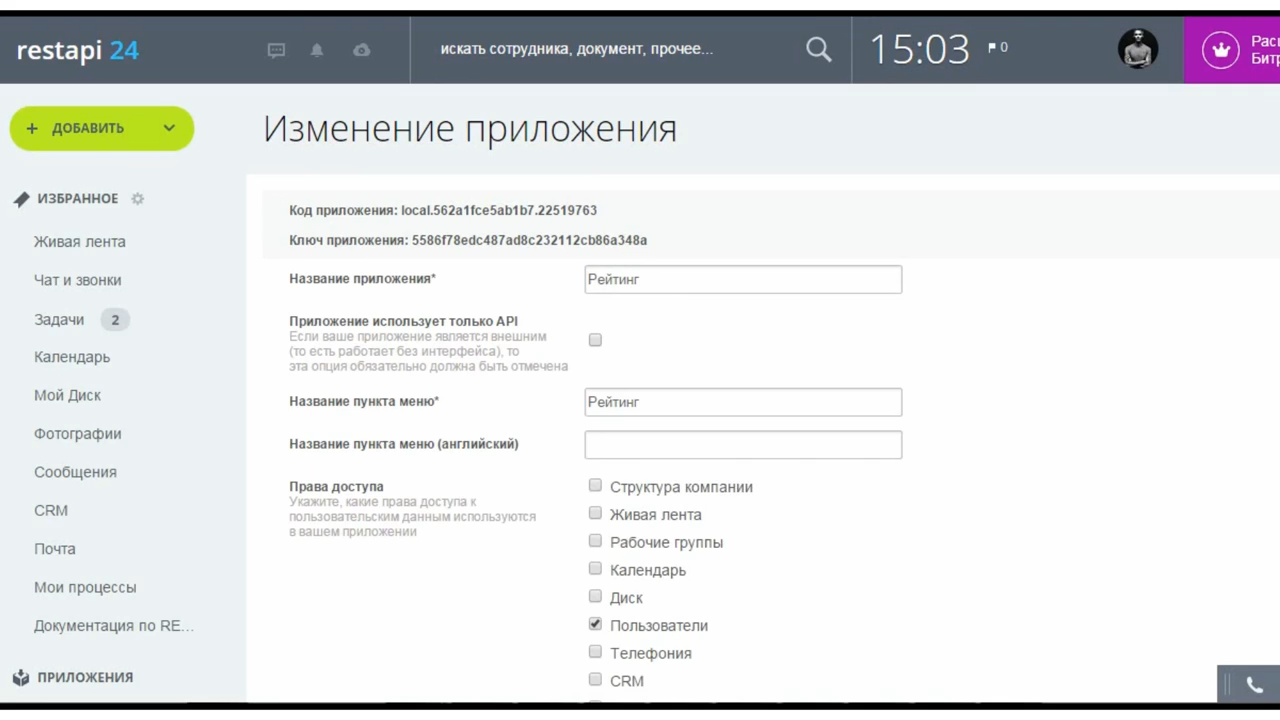 restapi 24
искать сотрудника, документ, прочее...
15:03
0
ДОБАВИТЬ
Изменение приложения
ИЗБРАННОЕ
Живая лента
Чат и звонки
Задачи 2
Календарь
Мой Диск
Фотографии
Сообщения
CRM
Почта
Мои процессы
Документация по RE...
ПРИЛОЖЕНИЯ
Код приложения: local.562a1fce5ab1b7.22519763
Ключ приложения: 5586f78edc487ad8c232112cb86a348a
Название приложения*
Рейтинг
Приложение использует только API
Если ваше приложение является внешним
(то есть работает без интерфейса), то
эта опция обязательно должна быть отмечена
Название пункта меню*
Рейтинг
Название пункта меню (английский)
Права доступа
Укажите, какие права доступа к
пользовательским данным используются
в вашем приложении
Структура компании
Живая лента
Рабочие группы
Календарь
Диск
Пользователи
Телефония
CRM